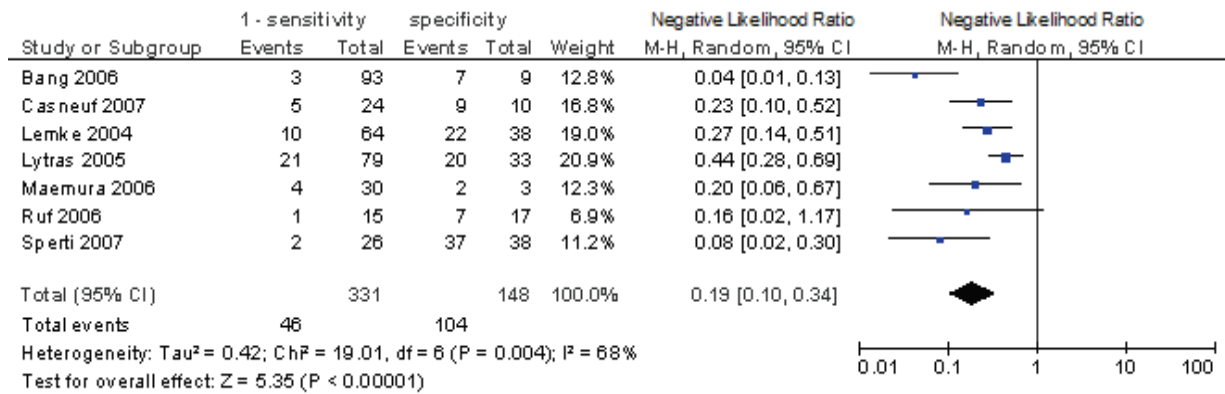 1 - sensitivity specificity Negative Likelihood Ratio Negative Likelihood Ratio
Study or Subgroup Events Total Events Total Weight M-H, Random, 95% CI M-H, Random, 95% CI
Bang 2006 3 93 7 9 12.8% 0.04 [0.01, 0.13]
Casneuf 2007 5 24 9 10 16.8% 0.23 [0.10, 0.52]
Lemke 2004 10 64 22 38 19.0% 0.27 [0.14, 0.51]
Lytras 2005 21 79 20 33 20.9% 0.44 [0.28, 0.69]
Maemura 2006 4 30 2 3 12.3% 0.20 [0.06, 0.67]
Ruf 2006 1 15 7 17 6.9% 0.16 [0.02, 1.17]
Sperti 2007 2 26 37 38 11.2% 0.08 [0.02, 0.30]
Total (95% CI) 331 148 100.0% 0.19 [0.10, 0.34]
Total events 46 104
Heterogeneity: Tau² = 0.42; Chi² = 19.01, df = 6 (P = 0.004); I² = 68%
Test for overall effect: Z = 5.35 (P < 0.00001)
0.01 0.1 1 10 100